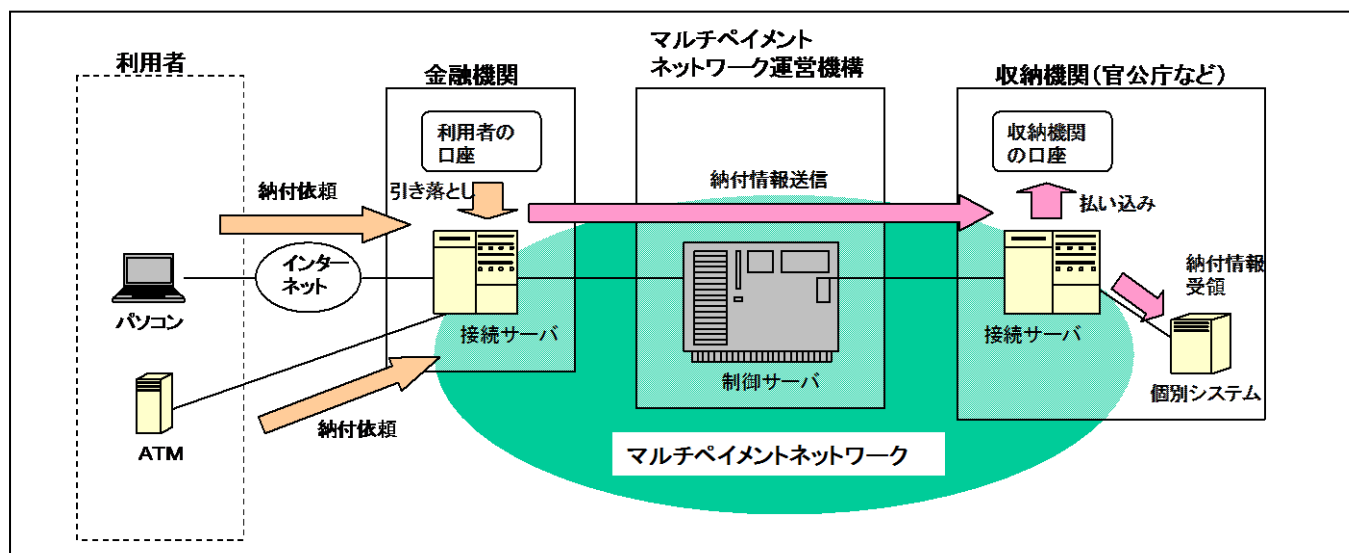 利用者
パソコン
ATM
納付依頼
インター
ネット
納付依頼
金融機関
利用者の
口座
引き落とし
接続サーバ
マルチペイメント
ネットワーク運営機構
納付情報送信
制御サーバ
マルチペイメントネットワーク
収納機関(官公庁など)
収納機関
の口座
払い込み
接続サーバ
納付情報
受領
個別システム